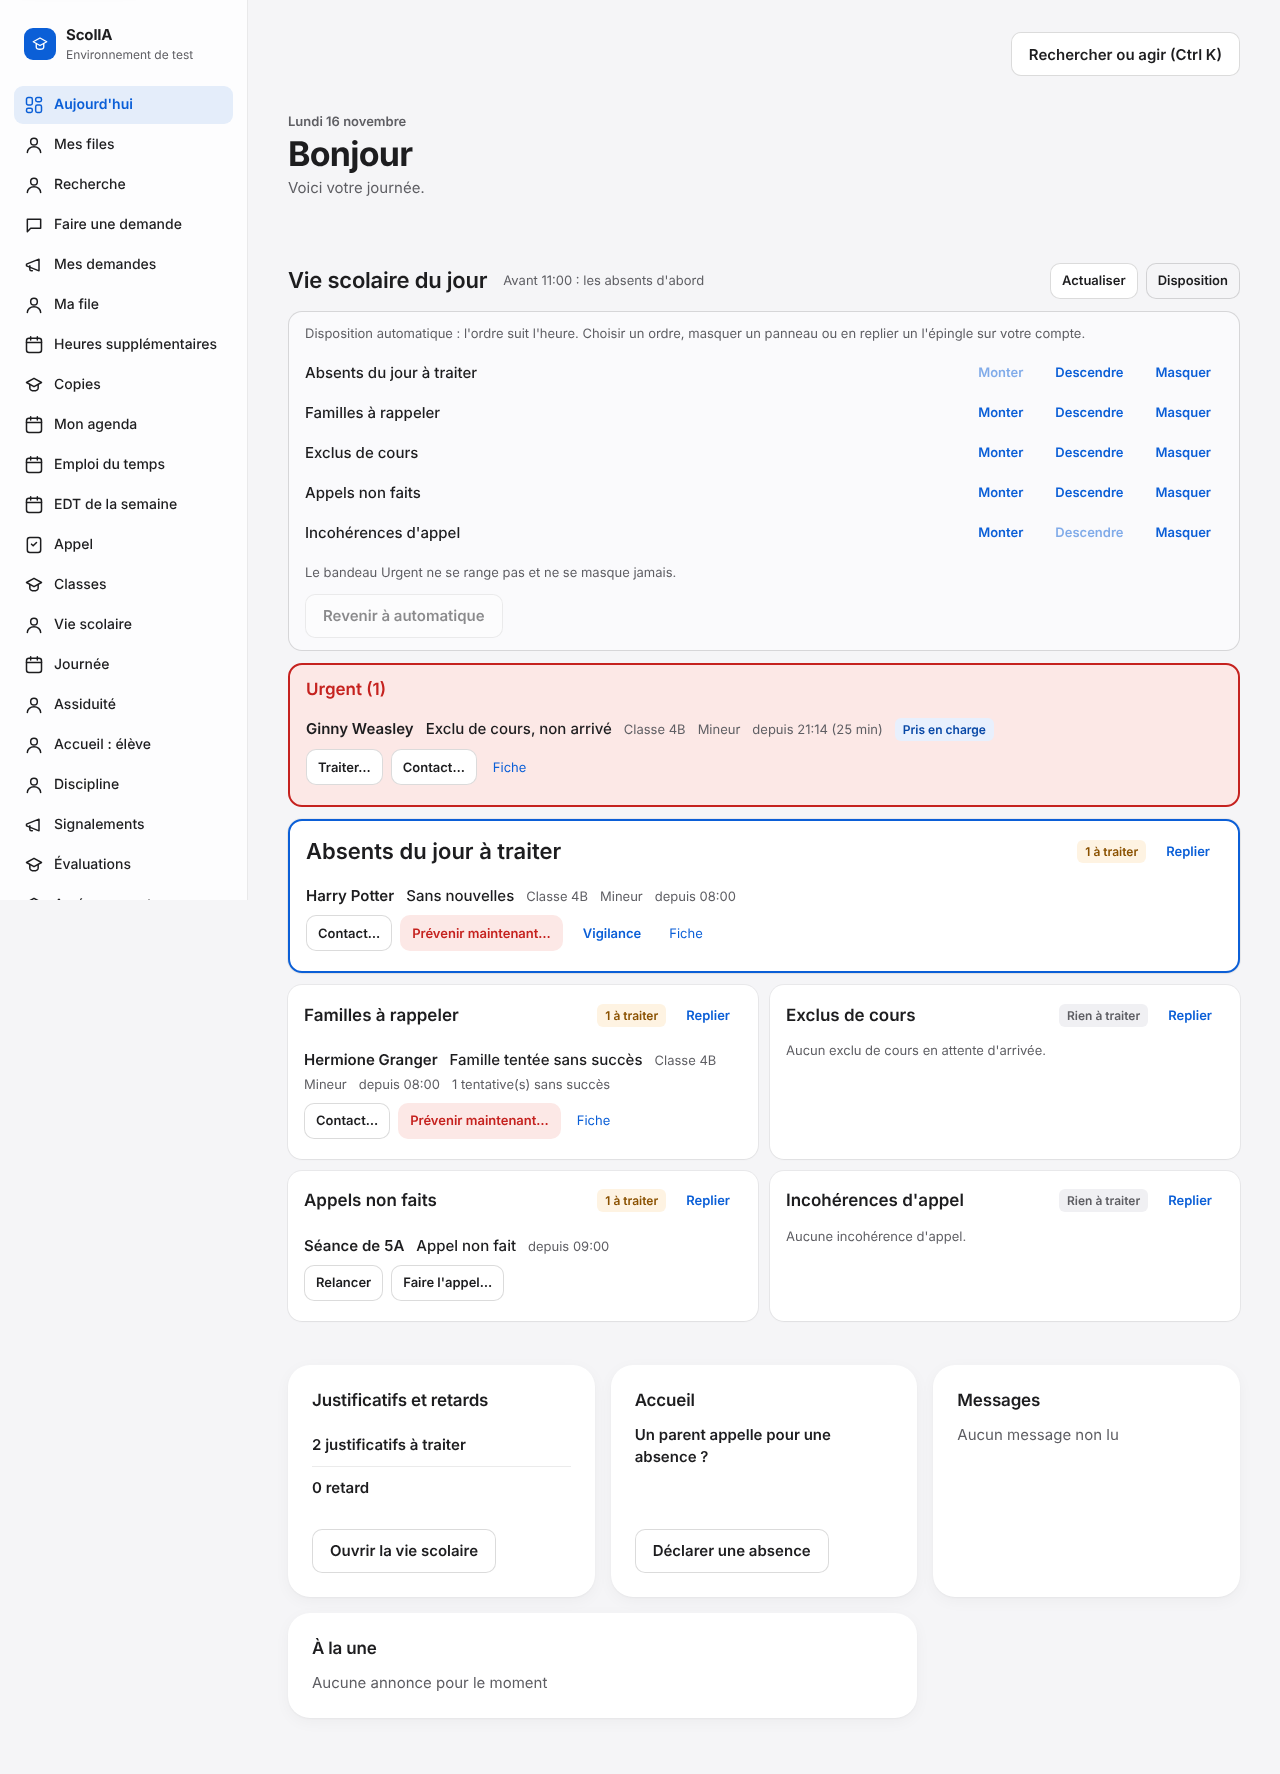 ScolIA
Environnement de test
Aujourd'hui
Mes files
Recherche
Faire une demande
Mes demandes
Ma file
Heures supplémentaires
Copies
Mon agenda
Emploi du temps
EDT de la semaine
Appel
Classes
Vie scolaire
Journée
Assiduité
Accueil : élève
Discipline
Signalements
Évaluations
Rechercher ou agir (Ctrl K)
Lundi 16 novembre
Bonjour
Voici votre journée.
Vie scolaire du jour Avant 11:00 : les absents d'abord Actualiser Disposition
Disposition automatique : l'ordre suit l'heure. Choisir un ordre, masquer un panneau ou en replier un l'épingle sur votre compte.
Absents du jour à traiter Monter Descendre Masquer
Familles à rappeler Monter Descendre Masquer
Exclus de cours Monter Descendre Masquer
Appels non faits Monter Descendre Masquer
Incohérences d'appel Monter Descendre Masquer
Le bandeau Urgent ne se range pas et ne se masque jamais.
Revenir à automatique
Urgent (1)
Ginny Weasley Exclu de cours, non arrivé Classe 4B Mineur depuis 21:14 (25 min) Pris en charge
Traiter... Contact... Fiche
Absents du jour à traiter 1 à traiter Replier
Harry Potter Sans nouvelles Classe 4B Mineur depuis 08:00
Contact... Prévenir maintenant... Vigilance Fiche
Familles à rappeler 1 à traiter Replier
Hermione Granger Famille tentée sans succès Classe 4B
Mineur depuis 08:00 1 tentative(s) sans succès
Contact... Prévenir maintenant... Fiche
Exclus de cours Rien à traiter Replier
Aucun exclu de cours en attente d'arrivée.
Appels non faits 1 à traiter Replier
Séance de 5A Appel non fait depuis 09:00
Relancer Faire l'appel...
Incohérences d'appel Rien à traiter Replier
Aucune incohérence d'appel.
Justificatifs et retards
2 justificatifs à traiter
0 retard
Ouvrir la vie scolaire
Accueil
Un parent appelle pour une
absence ?
Déclarer une absence
Messages
Aucun message non lu
À la une
Aucune annonce pour le moment